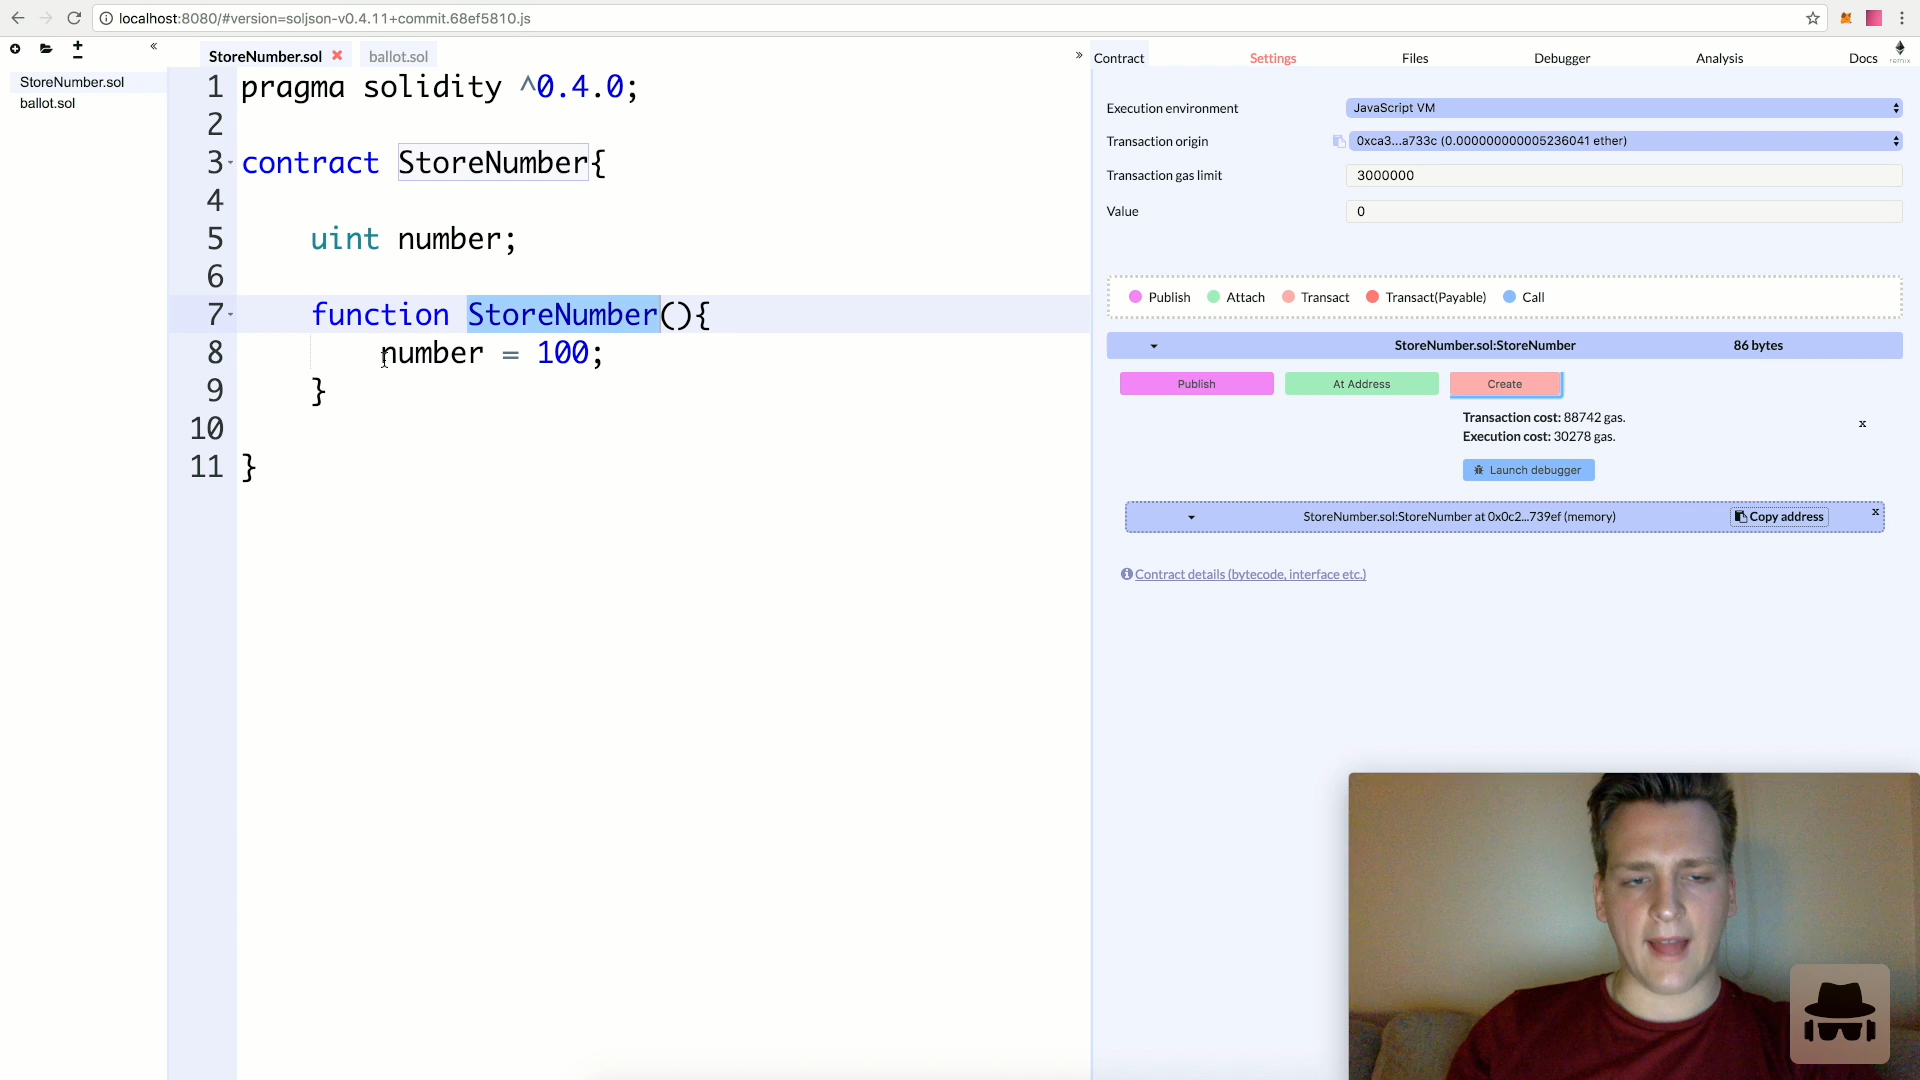 localhost:8080/#version=soljson-v0.4.11+commit.68ef5810.js
StoreNumber.sol
ballot.sol
StoreNumber.sol
ballot.sol
1 pragma solidity ^0.4.0;
2
3 contract StoreNumber{
4
5 uint number;
6
7 function StoreNumber(){
8 number = 100;
9 }
10
11 }
Contract Settings Files Debugger Analysis Docs
remix
Execution environment JavaScript VM
Transaction origin 0xca3...a733c (0.000000000005236041 ether)
Transaction gas limit 3000000
Value 0
Publish Attach Transact Transact(Payable) Call
StoreNumber.sol:StoreNumber 86 bytes
Publish At Address Create
Transaction cost: 88742 gas.
Execution cost: 30278 gas.
x
Launch debugger
StoreNumber.sol:StoreNumber at 0x0c2...739ef (memory) Copy address x
Contract details (bytecode, interface etc.)